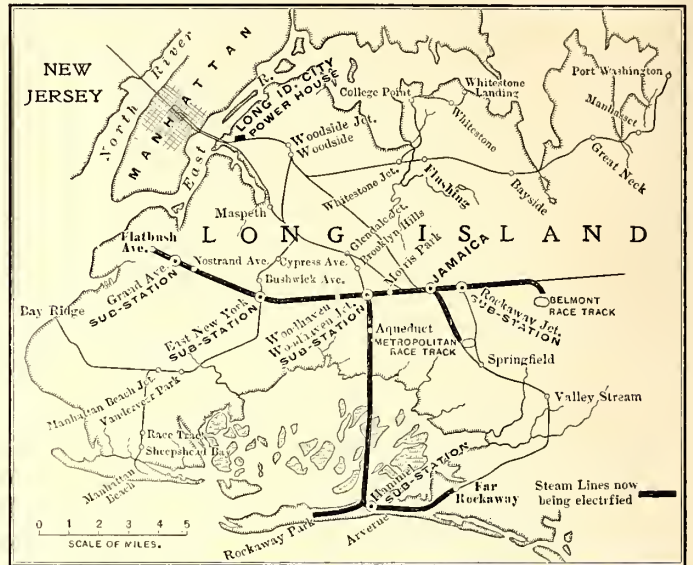 NEW
JERSEY
North River
MANHATTAN
East R.
LONG ID. CITY
POWER HOUSE
Woodside Jct.
Woodside
College Point
Whitestone
Landing
Whitestone
Port Washington
Manhasset
Great Neck
Bayside
Flushing
Whitestone Jct.
Maspeth
LONG ISLAND
Flatbush
Ave.
Grand Ave.
SUB-STATION
Nostrand Ave.
Cypress Ave.
Bushwick Ave.
Glendale Jct.
Brooklyn Hills
Morris Park
JAMAICA
Rockaway Jct.
SUB-STATION
BELMONT
RACE TRACK
Bay Ridge
East New York
SUB-STATION
Woodhaven
Woodhaven Jct.
SUB-STATION
Aqueduct
METROPOLITAN
RACE TRACK
Springfield
Valley Stream
Manhattan Beach Jct.
Vanderveer Park
Race Track
Sheepshead Bay
Manhattan
Beach
Hammel
SUB-STATION
Far
Rockaway
Rockaway Park
Arverne
Steam Lines now
being electrified
0 1 2 3 4 5
SCALE OF MILES.